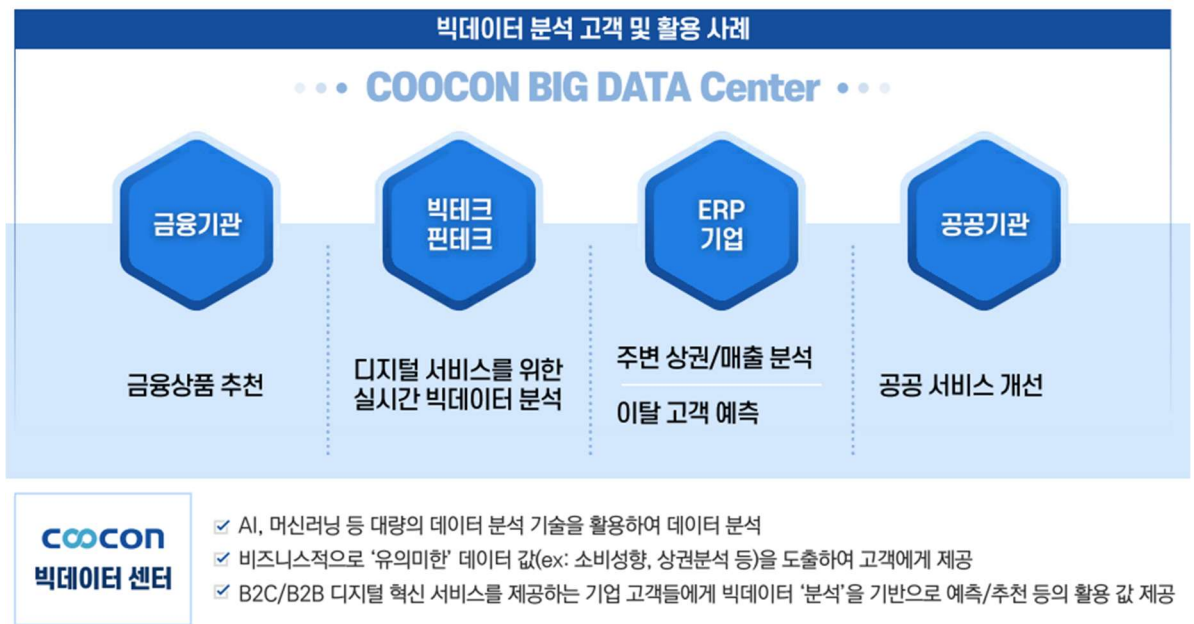 빅데이터 분석 고객 및 활용 사례
COOCON BIG DATA Center
금융기관
빅테크
핀테크
ERP
기업
공공기관
금융상품 추천
디지털 서비스를 위한
실시간 빅데이터 분석
주변 상권/매출 분석
이탈 고객 예측
공공 서비스 개선
coocon
빅데이터 센터
AI, 머신러닝 등 대량의 데이터 분석 기술을 활용하여 데이터 분석
비즈니스적으로 ‘유의미한’ 데이터 값(ex: 소비성향, 상권분석 등)을 도출하여 고객에게 제공
B2C/B2B 디지털 혁신 서비스를 제공하는 기업 고객들에게 빅데이터 ‘분석’을 기반으로 예측/추천 등의 활용 값 제공